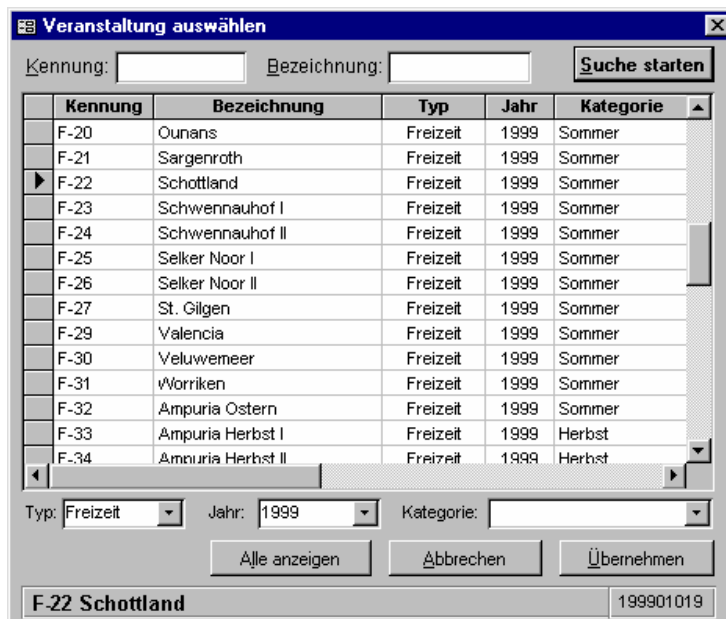 Veranstaltung auswählen
Kennung: Bezeichnung: Suche starten
Kennung Bezeichnung Typ Jahr Kategorie
F-20 Ounans Freizeit 1999 Sommer
F-21 Sargenroth Freizeit 1999 Sommer
F-22 Schottland Freizeit 1999 Sommer
F-23 Schwennauhof I Freizeit 1999 Sommer
F-24 Schwennauhof II Freizeit 1999 Sommer
F-25 Selker Noor I Freizeit 1999 Sommer
F-26 Selker Noor II Freizeit 1999 Sommer
F-27 St. Gilgen Freizeit 1999 Sommer
F-29 Valencia Freizeit 1999 Sommer
F-30 Veluwemeer Freizeit 1999 Sommer
F-31 Worriken Freizeit 1999 Sommer
F-32 Ampuria Ostern Freizeit 1999 Sommer
F-33 Ampuria Herbst I Freizeit 1999 Herbst
F-34 Ampuria Herbst II Freizeit 1999 Herbst
Typ: Freizeit Jahr: 1999 Kategorie:
Alle anzeigen Abbrechen Übernehmen
F-22 Schottland 199901019